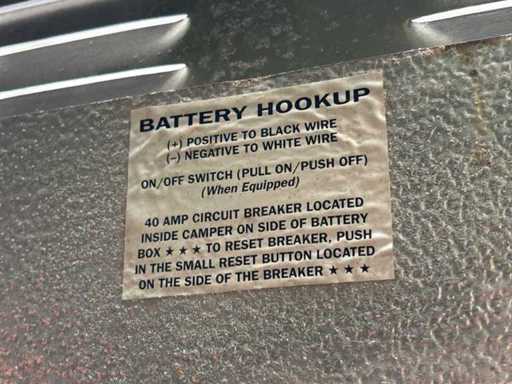 BATTERY HOOKUP
(+) POSITIVE TO BLACK WIRE
(–) NEGATIVE TO WHITE WIRE
ON/OFF SWITCH (PULL ON/PUSH OFF)
(When Equipped)
40 AMP CIRCUIT BREAKER LOCATED
INSIDE CAMPER ON SIDE OF BATTERY
BOX ★ ★ ★ TO RESET BREAKER, PUSH
IN THE SMALL RESET BUTTON LOCATED
ON THE SIDE OF THE BREAKER ★ ★ ★